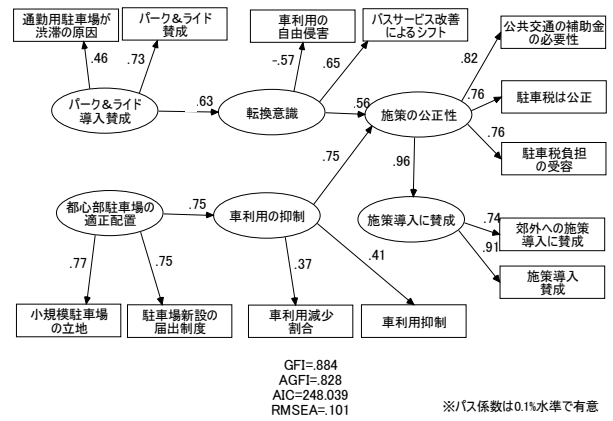 通勤用駐車場が
渋滞の原因
パーク&ライド
賛成
車利用の
自由侵害
バスサービス改善
によるシフト
公共交通の補助金
の必要性
.46
.73
-.57
.65
.82
パーク&ライド
導入賛成
.63
転換意識
.56
施策の公正性
.76
駐車税は公正
.76
駐車税負担
の受容
.75
.96
都心部駐車場の
適正配置
.75
車利用の抑制
施策導入に賛成
.74
郊外への施策
導入に賛成
.91
施策導入
賛成
.77
.75
.37
.41
小規模駐車場
の立地
駐車場新設の
届出制度
車利用減少
割合
車利用抑制
GFI=.884
AGFI=.828
AIC=248.039
RMSEA=.101
※パス係数は0.1%水準で有意